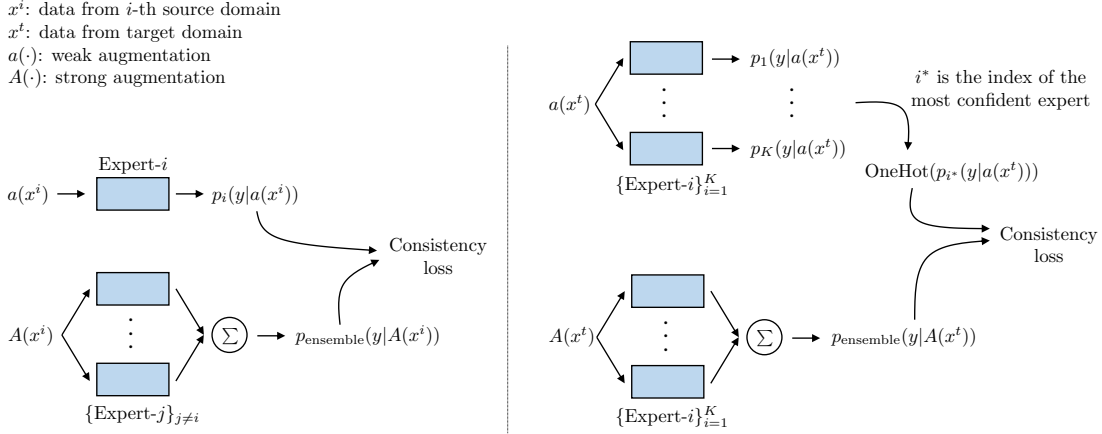 x^i: data from i-th source domain
x^t: data from target domain
a(·): weak augmentation
A(·): strong augmentation
Expert-i
a(x^i)
p_i(y|a(x^i))
Consistency
loss
A(x^i)
∑
p_ensemble(y|A(x^i))
{Expert-j}_{j≠i}
p_1(y|a(x^t))
i* is the index of the
most confident expert
a(x^t)
p_K(y|a(x^t))
{Expert-i}_{i=1}^K
OneHot(p_{i*}(y|a(x^t)))
Consistency
loss
A(x^t)
∑
p_ensemble(y|A(x^t))
{Expert-i}_{i=1}^K